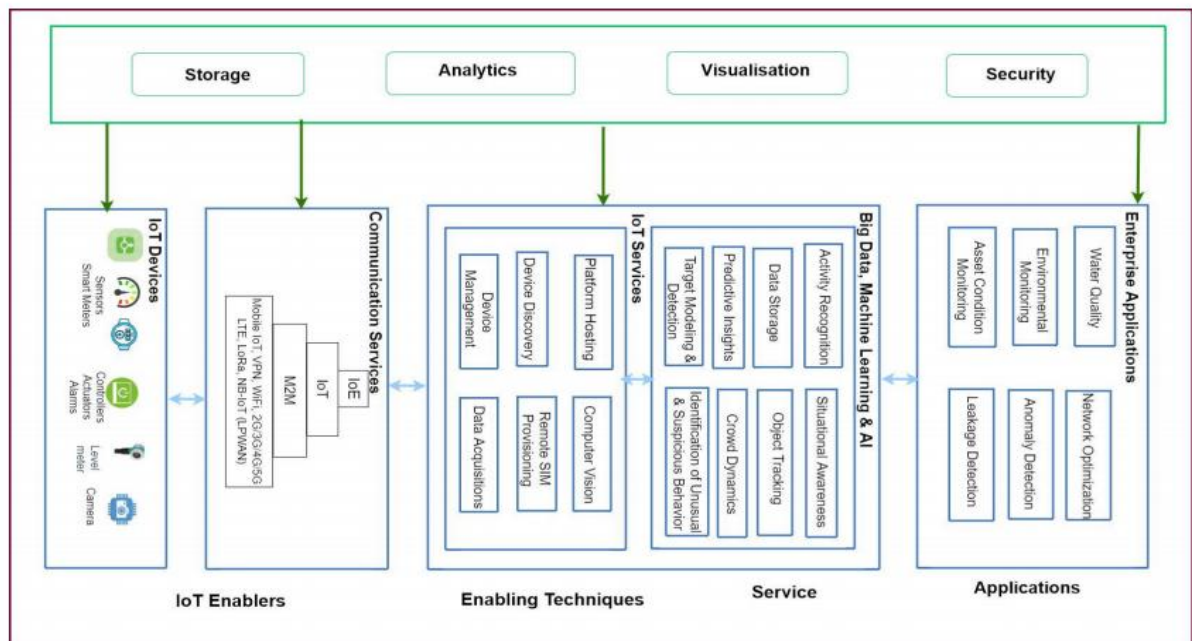 Storage
Analytics
Visualisation
Security
IoT Devices
Sensors
Smart Meters
Controllers
Actuators
Alarms
Level
meter
Camera
Communication Services
IoE
IoT
M2M
Mobile IoT, VPN, WiFi, 2G/3G/4G/5G
LTE, LoRa, NB-IoT (LPWAN)
IoT Services
Platform Hosting
Device Discovery
Device
Management
Computer Vision
Remote SIM
Provisioning
Data Acquisitions
Big Data, Machine Learning & AI
Activity Recognition
Data Storage
Predictive Insights
Target Modeling &
Detection
Situational Awareness
Object Tracking
Crowd Dynamics
Identification of Unusual
& Suspicious Behavior
Enterprise Applications
Water Quality
Environmental
Monitoring
Asset Condition
Monitoring
Network Optimization
Anomaly Detection
Leakage Detection
IoT Enablers
Enabling Techniques
Service
Applications